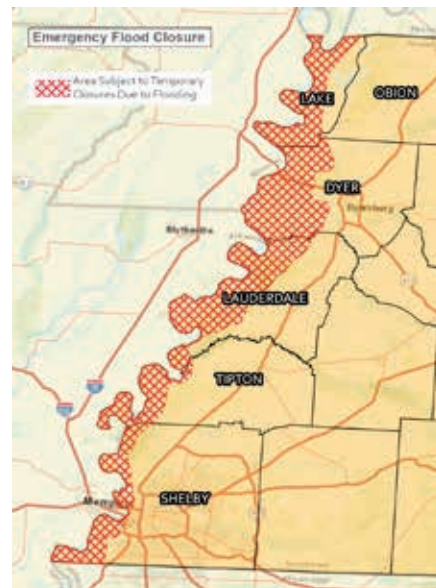 Emergency Flood Closure
Area Subject to Temporary
Closures Due to Flooding
LAKE
OBION
DYER
Dyersburg
Blytheville
LAUDERDALE
TIPTON
SHELBY